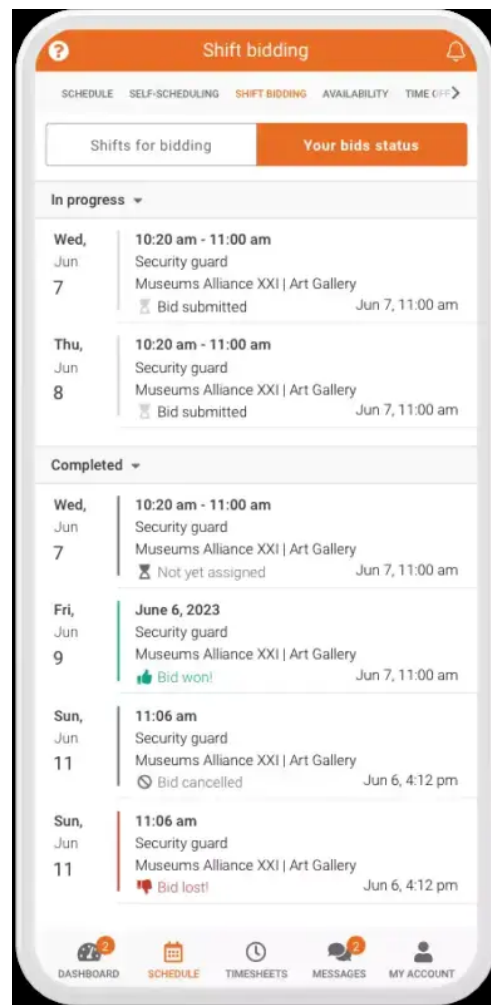 ?
Shift bidding
SCHEDULE SELF-SCHEDULING SHIFT BIDDING AVAILABILITY TIME OFF
Shifts for bidding Your bids status
In progress
Wed, 10:20 am - 11:00 am
Jun Security guard
7 Museums Alliance XXI | Art Gallery
Bid submitted Jun 7, 11:00 am
Thu, 10:20 am - 11:00 am
Jun Security guard
8 Museums Alliance XXI | Art Gallery
Bid submitted Jun 7, 11:00 am
Completed
Wed, 10:20 am - 11:00 am
Jun Security guard
7 Museums Alliance XXI | Art Gallery
Not yet assigned Jun 7, 11:00 am
Fri, June 6, 2023
Jun Security guard
9 Museums Alliance XXI | Art Gallery
Bid won! Jun 7, 11:00 am
Sun, 11:06 am
Jun Security guard
11 Museums Alliance XXI | Art Gallery
Bid cancelled Jun 6, 4:12 pm
Sun, 11:06 am
Jun Security guard
11 Museums Alliance XXI | Art Gallery
Bid lost! Jun 6, 4:12 pm
2 2
DASHBOARD SCHEDULE TIMESHEETS MESSAGES MY ACCOUNT